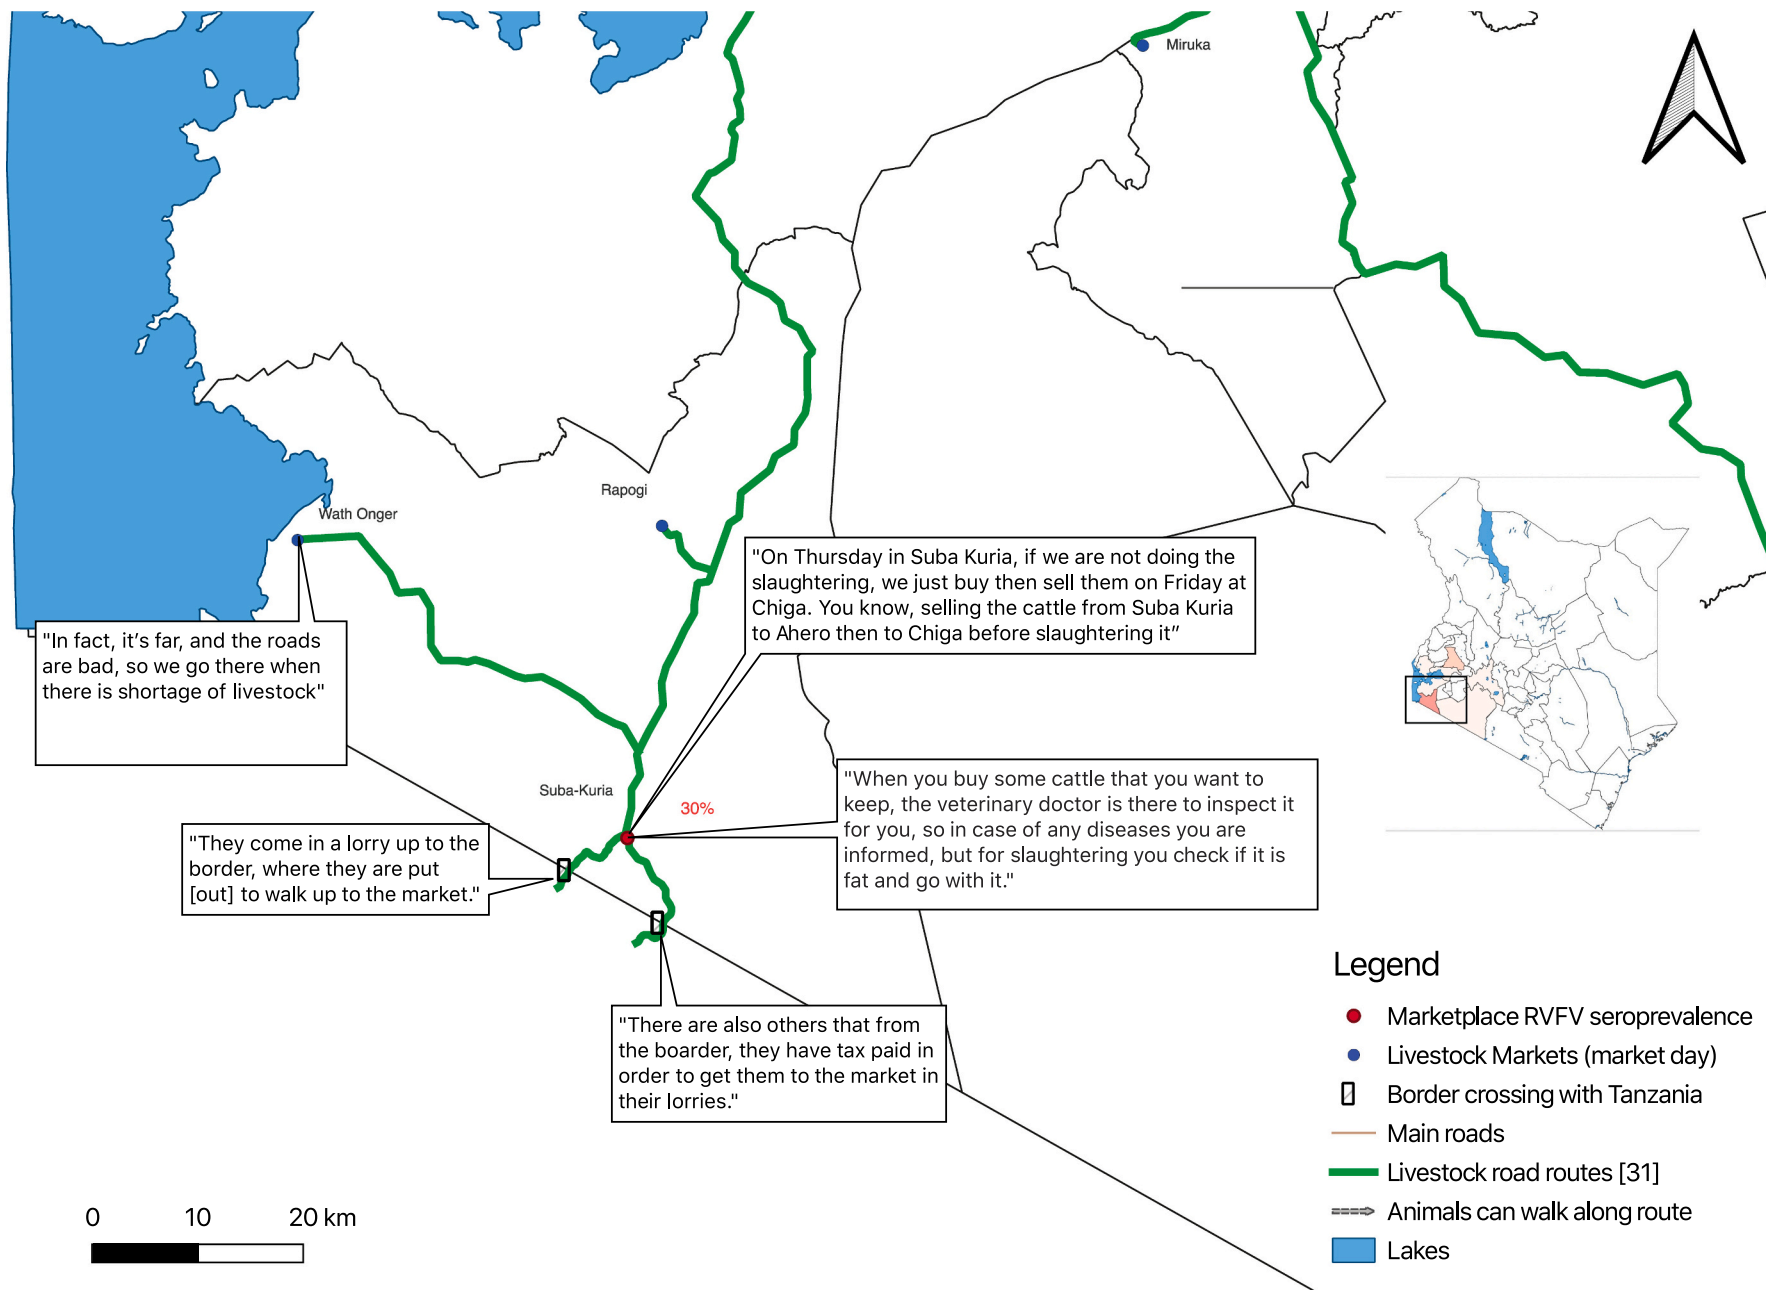 Miruka
Rapogi
Wath Onger
"On Thursday in Suba Kuria, if we are not doing the
slaughtering, we just buy then sell them on Friday at
Chiga. You know, selling the cattle from Suba Kuria
to Ahero then to Chiga before slaughtering it”
"In fact, it’s far, and the roads
are bad, so we go there when
there is shortage of livestock"
Suba-Kuria
30%
"When you buy some cattle that you want to
keep, the veterinary doctor is there to inspect it
for you, so in case of any diseases you are
informed, but for slaughtering you check if it is
fat and go with it."
"They come in a lorry up to the
border, where they are put
[out] to walk up to the market."
"There are also others that from
the boarder, they have tax paid in
order to get them to the market in
their lorries."
Legend
Marketplace RVFV seroprevalence
Livestock Markets (market day)
Border crossing with Tanzania
Main roads
Livestock road routes [31]
Animals can walk along route
Lakes
0 10 20 km